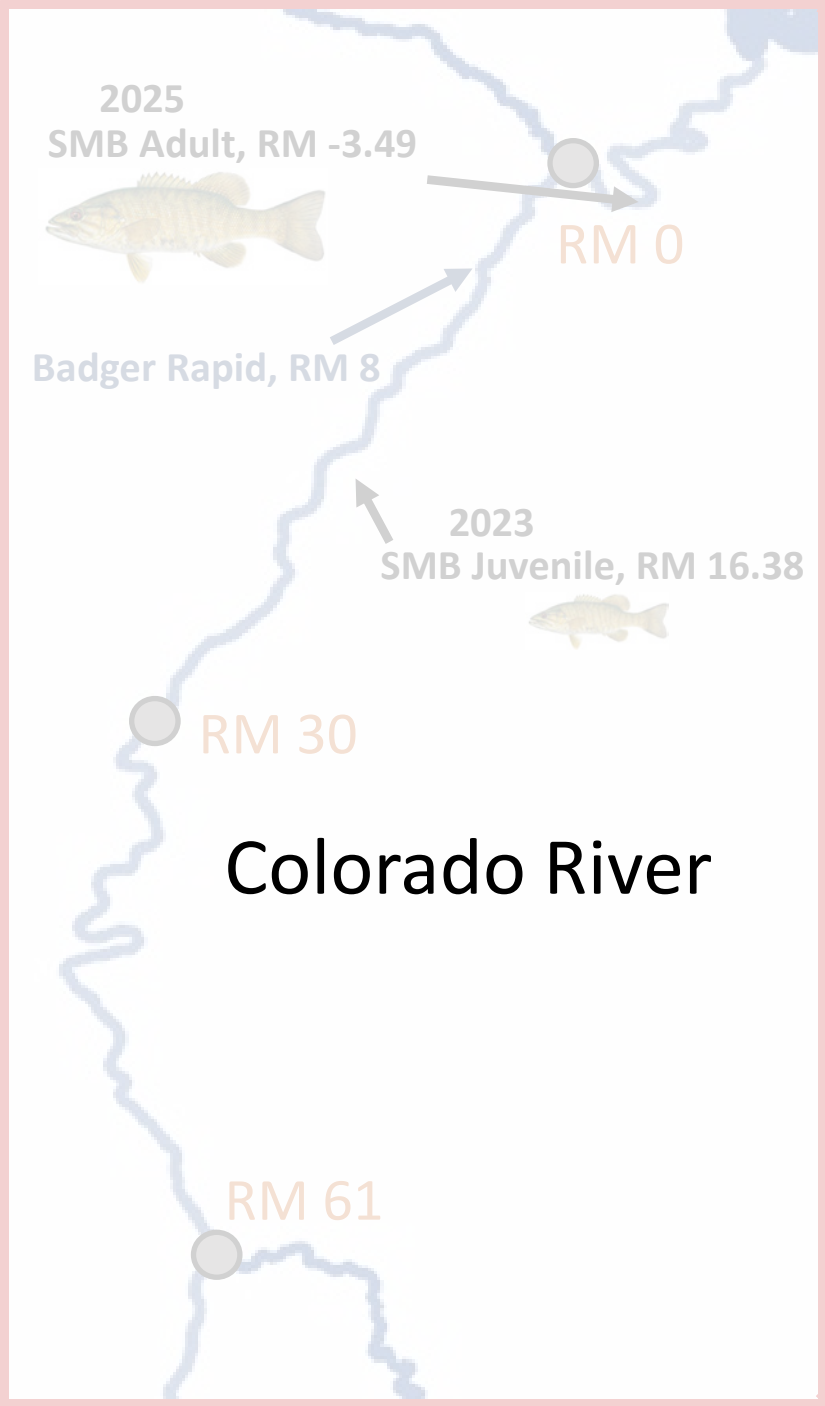 2025
SMB Adult, RM -3.49
RM 0
Badger Rapid, RM 8
2023
SMB Juvenile, RM 16.38
RM 30
Colorado River
RM 61